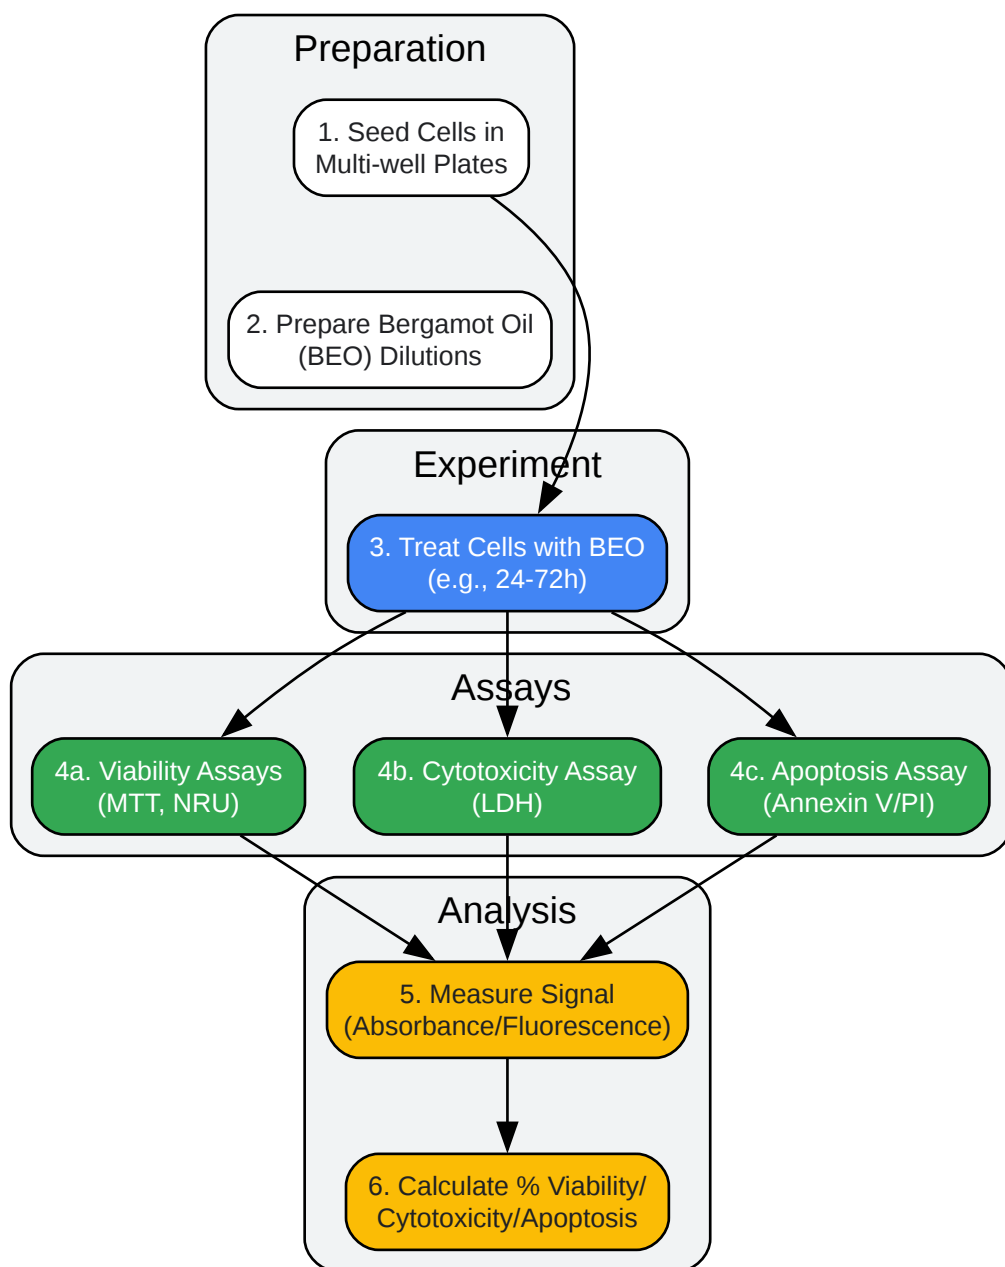 Preparation
1. Seed Cells in
Multi-well Plates
2. Prepare Bergamot Oil
(BEO) Dilutions
Experiment
3. Treat Cells with BEO
(e.g., 24-72h)
Assays
4a. Viability Assays
(MTT, NRU)
4b. Cytotoxicity Assay
(LDH)
4c. Apoptosis Assay
(Annexin V/PI)
Analysis
5. Measure Signal
(Absorbance/Fluorescence)
6. Calculate % Viability/
Cytotoxicity/Apoptosis